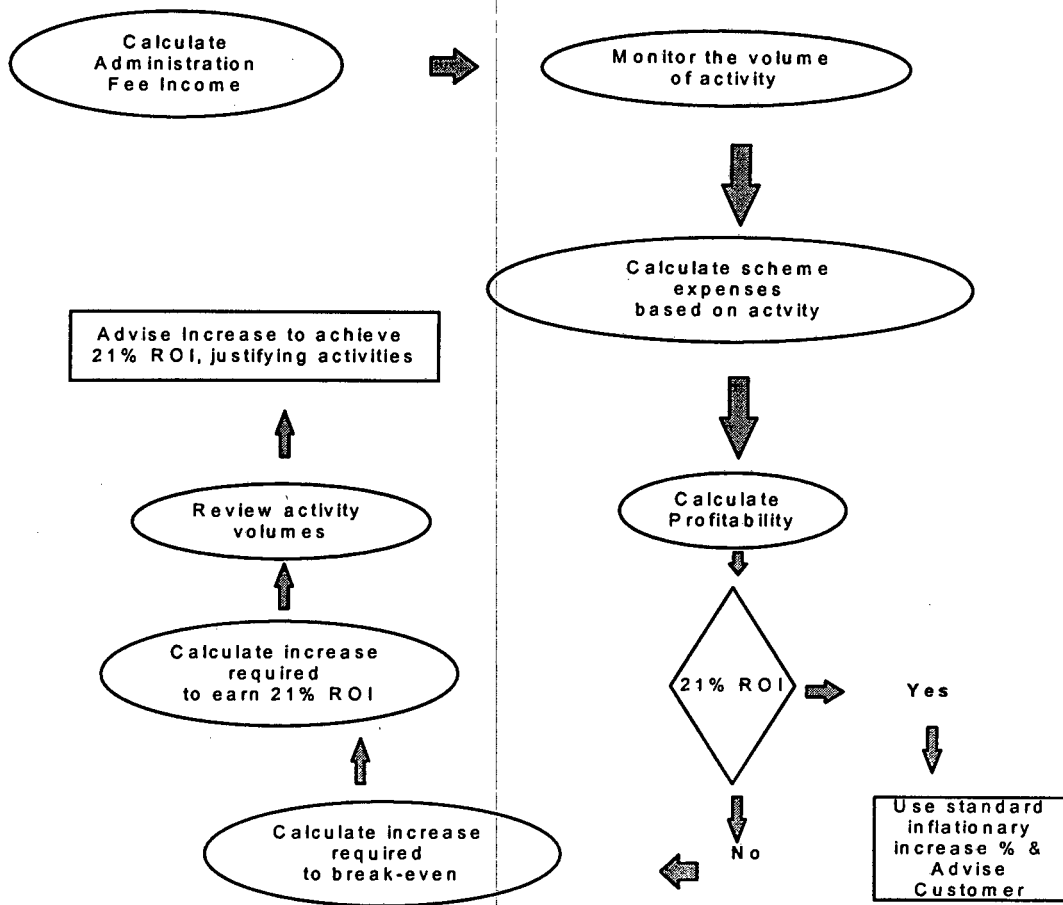 Calculate
Administration
Fee Income
Monitor the volume
of activity
Calculate scheme
expenses
based on actvity
Calculate
Profitability
21% ROI
Yes
Use standard
inflationary
increase % &
Advise
Customer
No
Calculate increase
required
to break-even
Calculate increase
required
to earn 21% ROI
Review activity
volumes
Advise Increase to achieve
21% ROI, justifying activities